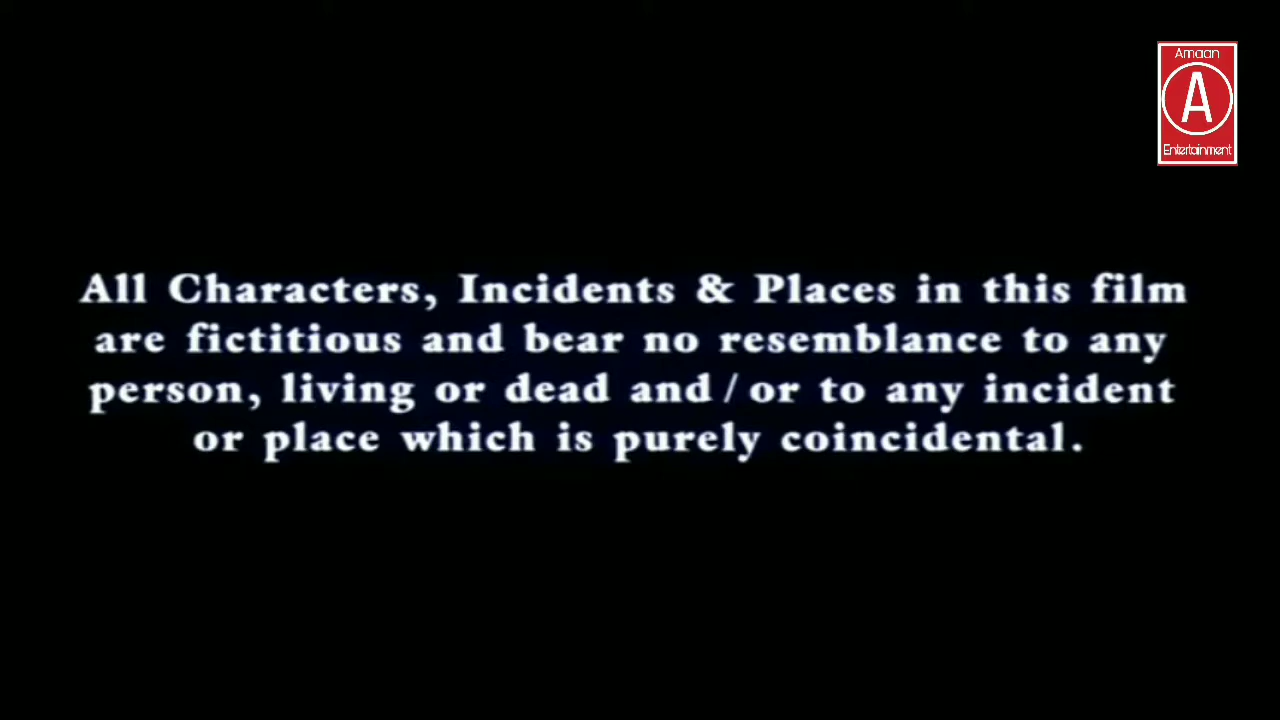 Amaan
A
Entertainment
All Characters, Incidents & Places in this film
are fictitious and bear no resemblance to any
person, living or dead and / or to any incident
or place which is purely coincidental.